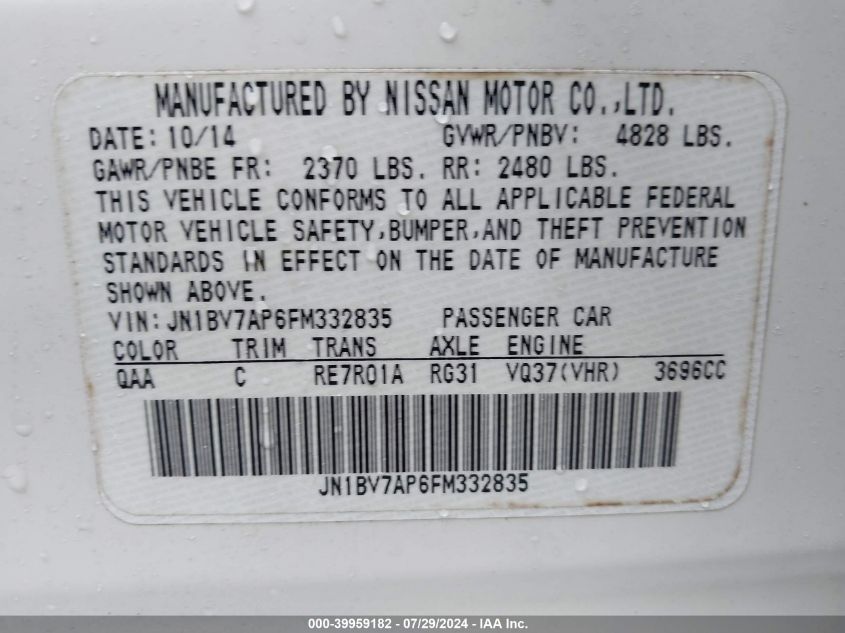 MANUFACTURED BY NISSAN MOTOR CO.,LTD.
DATE: 10/14 GVWR/PNBV: 4828 LBS.
GAWR/PNBE FR: 2370 LBS. RR: 2480 LBS.
THIS VEHICLE CONFORMS TO ALL APPLICABLE FEDERAL
MOTOR VEHICLE SAFETY,BUMPER,AND THEFT PREVENTION
STANDARDS IN EFFECT ON THE DATE OF MANUFACTURE
SHOWN ABOVE.
VIN:JN1BV7AP6FM332835 PASSENGER CAR
COLOR TRIM TRANS AXLE ENGINE
QAA C RE7R01A RG31 VQ37(VHR) 3696CC
JN1BV7AP6FM332835
000-39959182 - 07/29/2024 - IAA Inc.